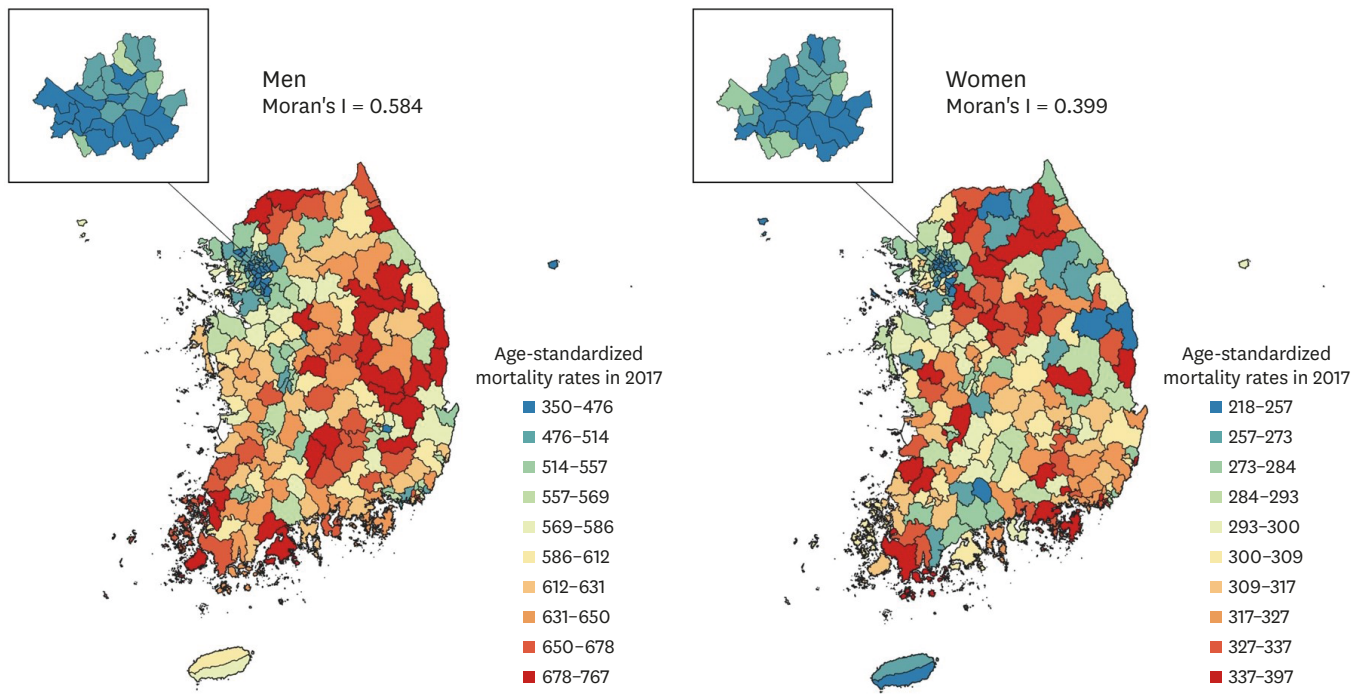 Men
Moran's I = 0.584
Age-standardized
mortality rates in 2017
350–476
476–514
514–557
557–569
569–586
586–612
612–631
631–650
650–678
678–767
Women
Moran's I = 0.399
Age-standardized
mortality rates in 2017
218–257
257–273
273–284
284–293
293–300
300–309
309–317
317–327
327–337
337–397